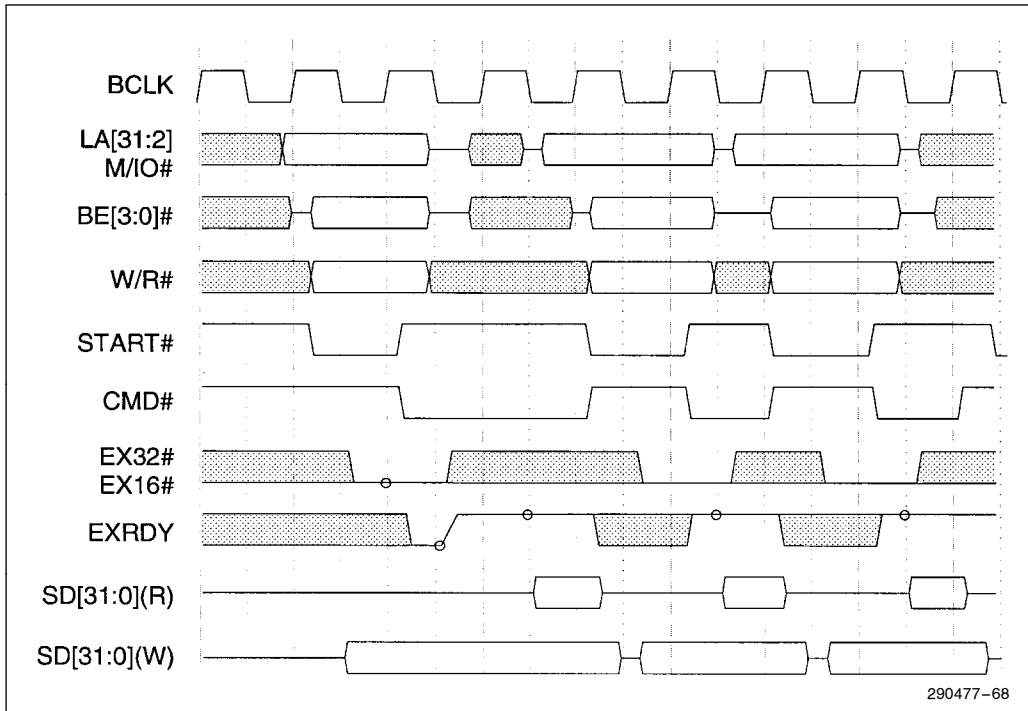 BCLK
LA[31:2]
M/IO#
BE[3:0]#
W/R#
START#
CMD#
EX32#
EX16#
EXRDY
SD[31:0](R)
SD[31:0](W)
290477–68